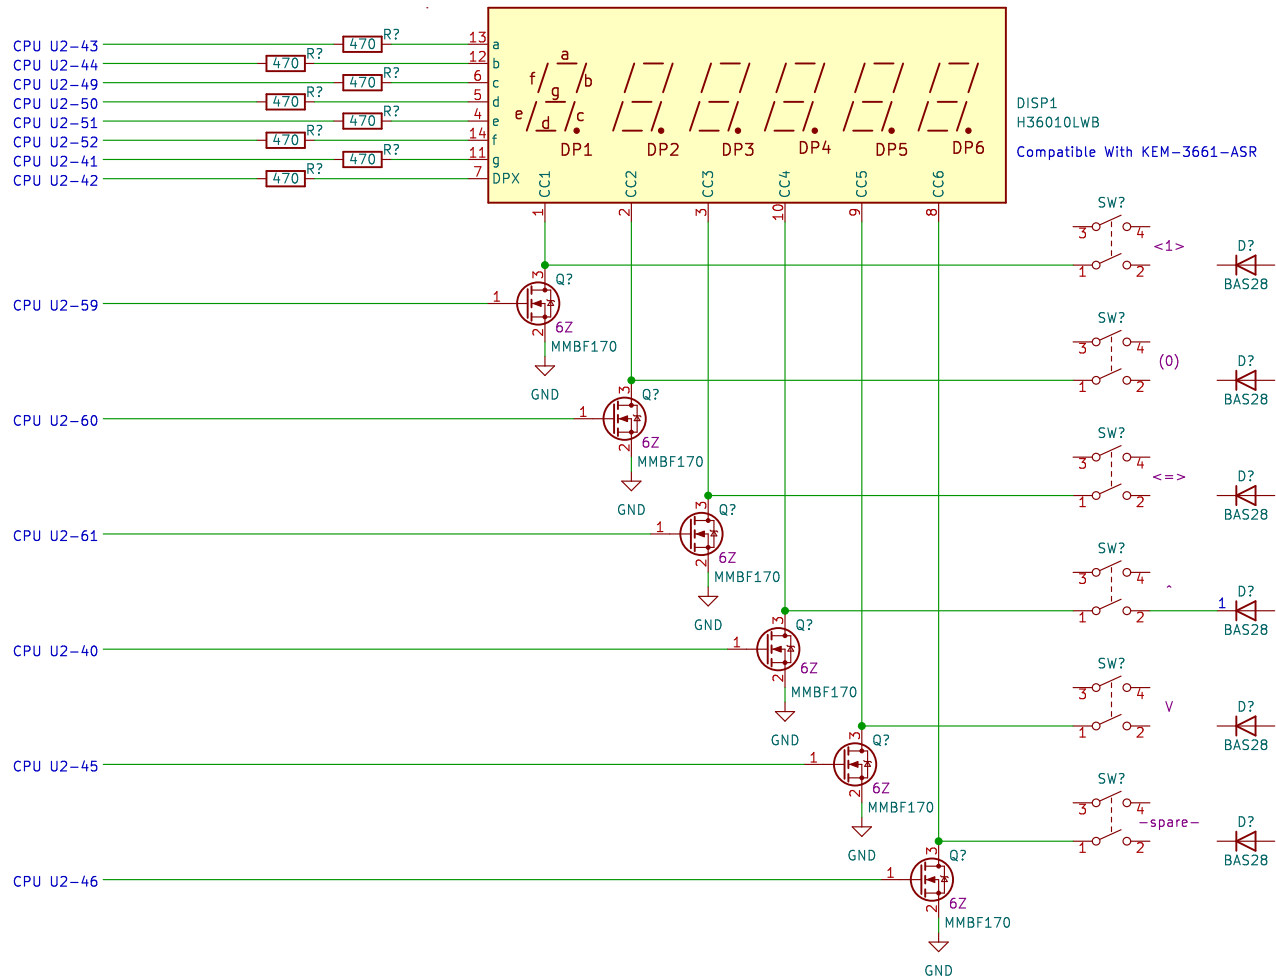 CPU U2-43
R?
470
13
a
CPU U2-44
R?
470
12
b
CPU U2-49
R?
470
6
c
CPU U2-50
R?
470
5
d
CPU U2-51
R?
470
4
e
CPU U2-52
R?
470
14
f
CPU U2-41
R?
470
11
g
CPU U2-42
R?
470
7
DPX
a
f
b
g
e
d
c
DP1
DP2
DP3
DP4
DP5
DP6
CC1
CC2
CC3
CC4
CC5
CC6
1
2
3
10
9
8
DISP1
H36010LWB
Compatible With KEM-3661-ASR
SW?
3
4
<1>
1
2
D?
BAS28
CPU U2-59
1
3
Q?
6Z
2
MMBF170
GND
SW?
3
4
(0)
1
2
D?
BAS28
CPU U2-60
1
3
Q?
6Z
2
MMBF170
GND
SW?
3
4
<=>
1
2
D?
BAS28
CPU U2-61
1
3
Q?
6Z
2
MMBF170
GND
SW?
3
4
^
1
2
1
D?
BAS28
CPU U2-40
1
3
Q?
6Z
2
MMBF170
GND
SW?
3
4
V
1
2
D?
BAS28
CPU U2-45
1
3
Q?
6Z
2
MMBF170
GND
SW?
3
4
-spare-
1
2
D?
BAS28
CPU U2-46
1
3
Q?
6Z
2
MMBF170
GND